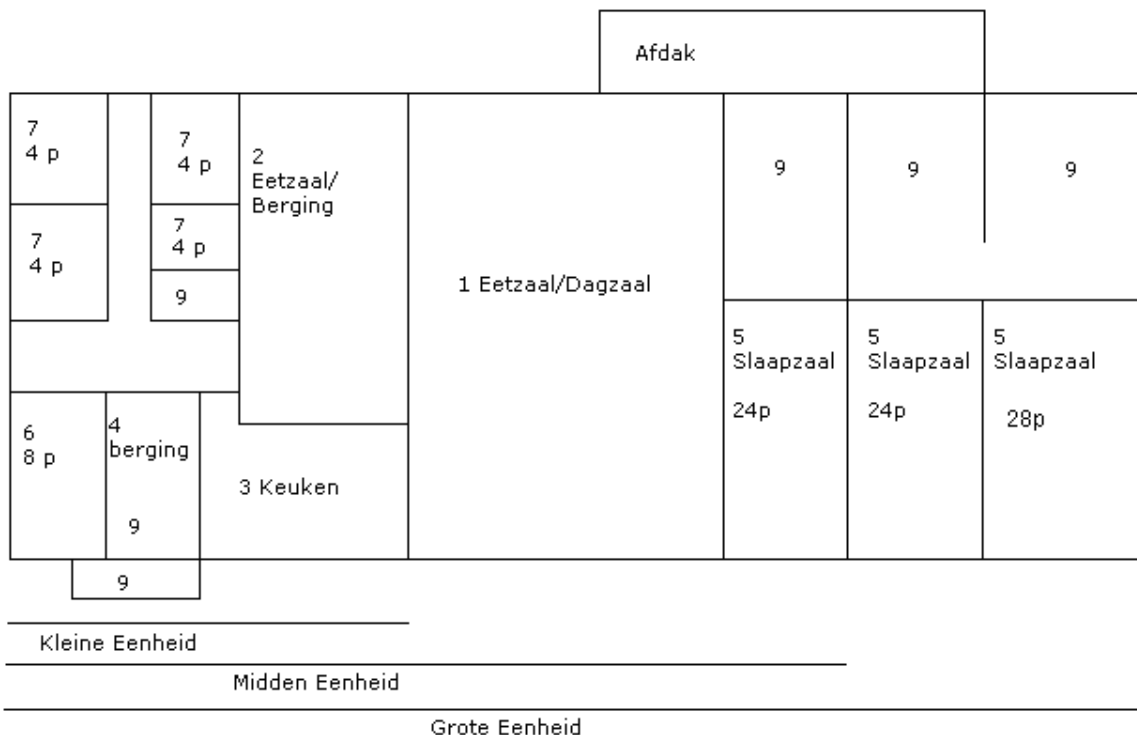 Afdak
7
4 p
7
4 p
2
Eetzaal/
Berging
9
9
9
7
4 p
7
4 p
9
1 Eetzaal/Dagzaal
5
Slaapzaal
24p
5
Slaapzaal
24p
5
Slaapzaal
28p
6
8 p
4
berging
9
3 Keuken
9
Kleine Eenheid
Midden Eenheid
Grote Eenheid